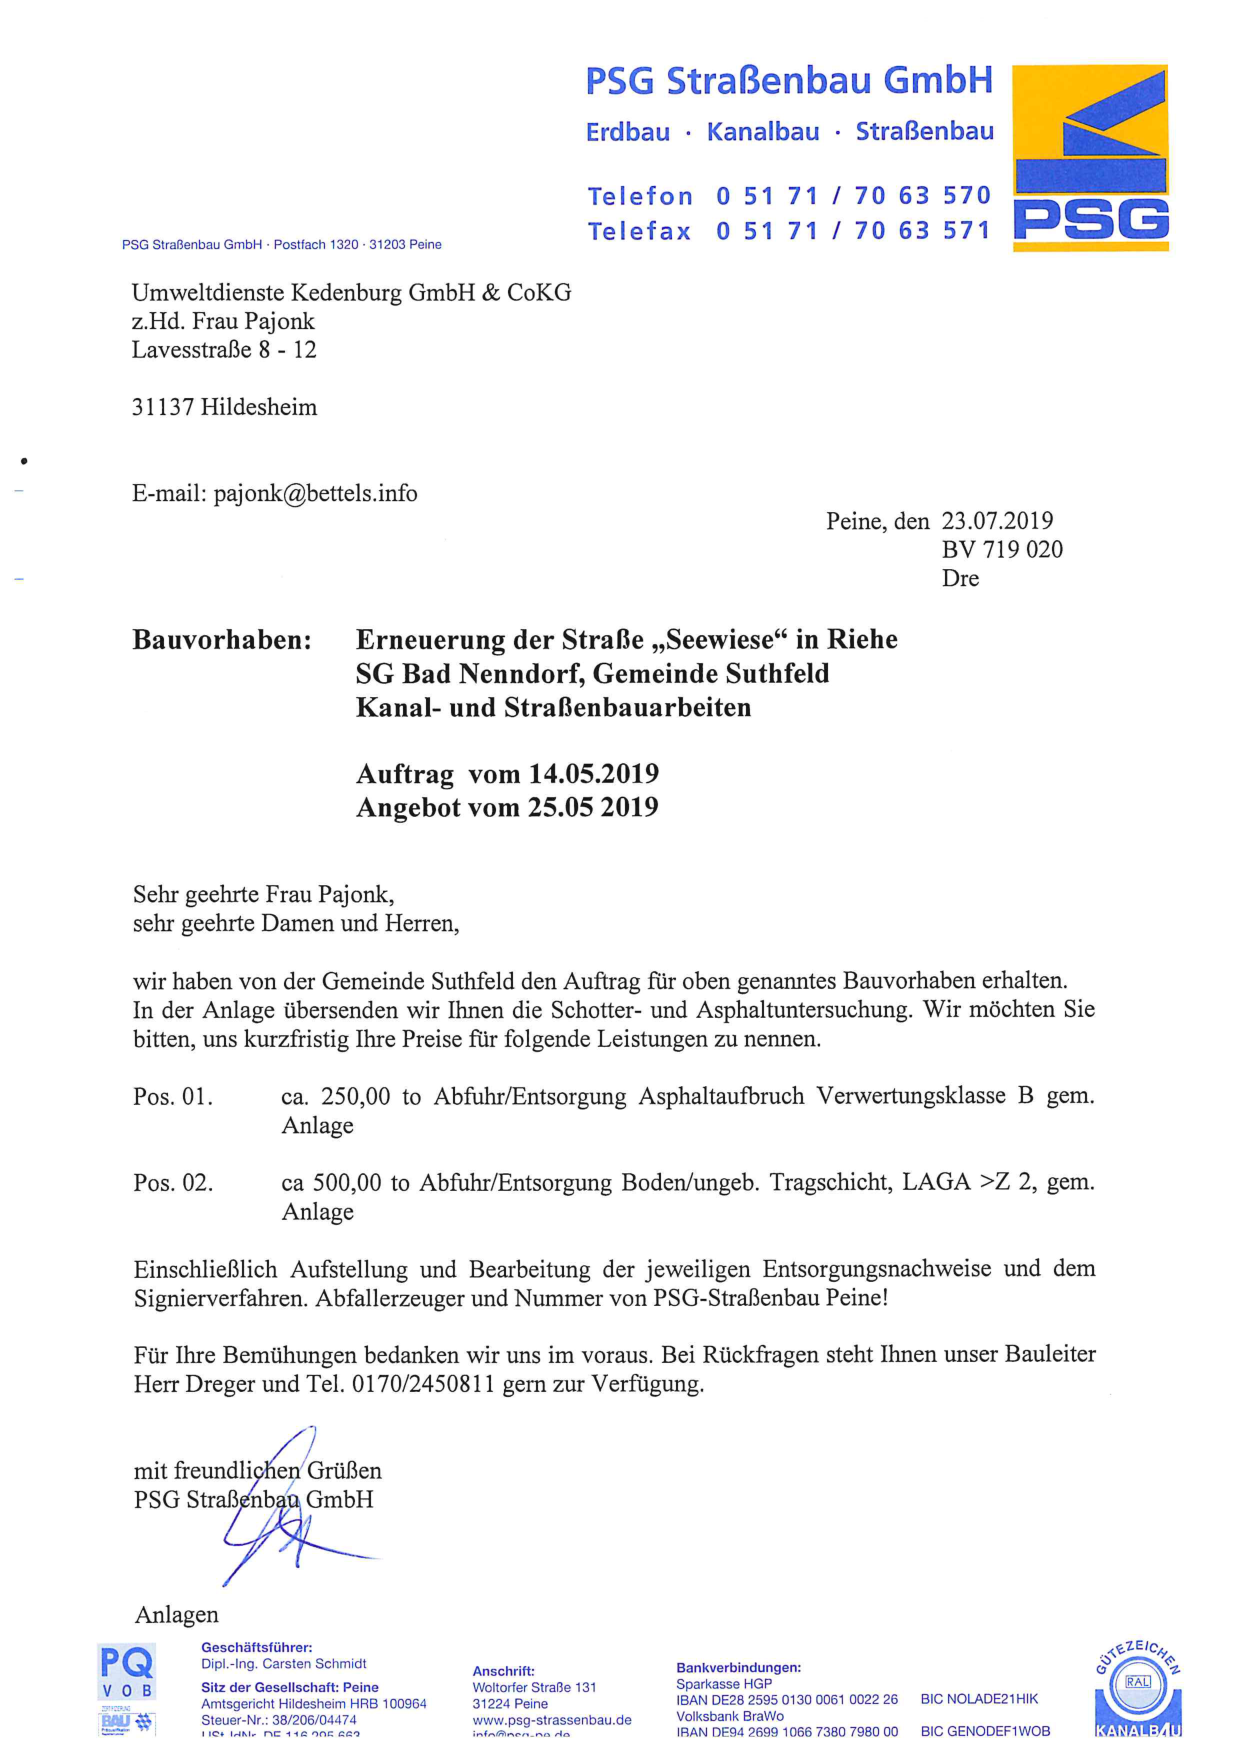 PSG Straßenbau GmbH
Erdbau · Kanalbau · Straßenbau
Telefon 0 51 71 / 70 63 570
Telefax 0 51 71 / 70 63 571
PSG
PSG Straßenbau GmbH · Postfach 1320 · 31203 Peine
Umweltdienste Kedenburg GmbH & CoKG
z.Hd. Frau Pajonk
Lavesstraße 8 - 12
31137 Hildesheim
E-mail: pajonk@bettels.info
Peine, den 23.07.2019
BV 719 020
Dre
Bauvorhaben: Erneuerung der Straße „Seewiese“ in Riehe
SG Bad Nenndorf, Gemeinde Suthfeld
Kanal- und Straßenbauarbeiten
Auftrag vom 14.05.2019
Angebot vom 25.05 2019
Sehr geehrte Frau Pajonk,
sehr geehrte Damen und Herren,
wir haben von der Gemeinde Suthfeld den Auftrag für oben genanntes Bauvorhaben erhalten.
In der Anlage übersenden wir Ihnen die Schotter- und Asphaltuntersuchung. Wir möchten Sie
bitten, uns kurzfristig Ihre Preise für folgende Leistungen zu nennen.
Pos. 01. ca. 250,00 to Abfuhr/Entsorgung Asphaltaufbruch Verwertungsklasse B gem.
Anlage
Pos. 02. ca 500,00 to Abfuhr/Entsorgung Boden/ungeb. Tragschicht, LAGA >Z 2, gem.
Anlage
Einschließlich Aufstellung und Bearbeitung der jeweiligen Entsorgungsnachweise und dem
Signierverfahren. Abfallerzeuger und Nummer von PSG-Straßenbau Peine!
Für Ihre Bemühungen bedanken wir uns im voraus. Bei Rückfragen steht Ihnen unser Bauleiter
Herr Dreger und Tel. 0170/2450811 gern zur Verfügung.
mit freundlichen Grüßen
PSG Straßenbau GmbH
Anlagen
PQ
VOB
BAU
Geschäftsführer:
Dipl.-Ing. Carsten Schmidt
Sitz der Gesellschaft: Peine
Amtsgericht Hildesheim HRB 100964
Steuer-Nr.: 38/206/04474
USt-IdNr. DE 116 295 662
Anschrift:
Woltorfer Straße 131
31224 Peine
www.psg-strassenbau.de
info@psg-pe.de
Bankverbindungen:
Sparkasse HGP
IBAN DE28 2595 0130 0061 0022 26 BIC NOLADE21HIK
Volksbank BraWo
IBAN DE94 2699 1066 7380 7980 00 BIC GENODEF1WOB
GÜTEZEICHEN
RAL
KANALBAU